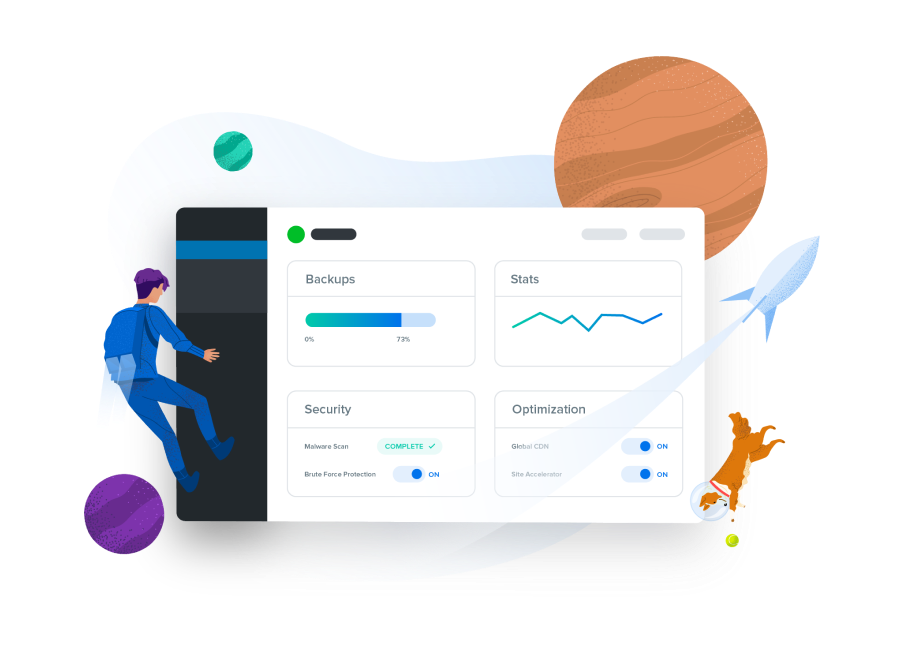 Backups
0% 73%
Stats
Security
Malware Scan COMPLETE
Brute Force Protection ON
Optimization
Global CDN ON
Site Accelerator ON